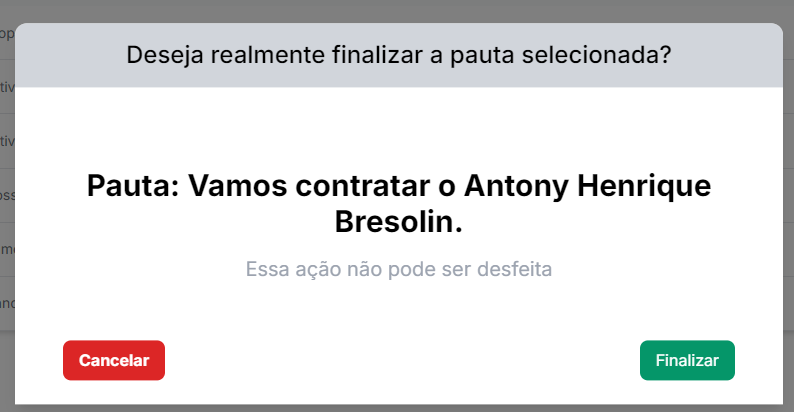 Deseja realmente finalizar a pauta selecionada?
Pauta: Vamos contratar o Antony Henrique
Bresolin.
Essa ação não pode ser desfeita
Cancelar
Finalizar